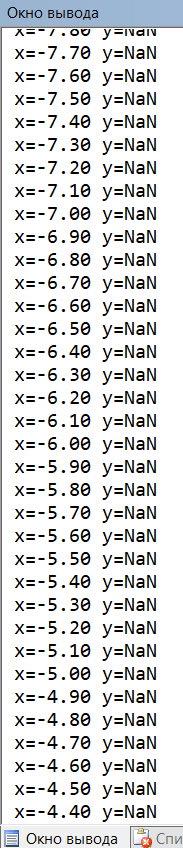 Окно вывода
x=-7.80 y=NaN
x=-7.70 y=NaN
x=-7.60 y=NaN
x=-7.50 y=NaN
x=-7.40 y=NaN
x=-7.30 y=NaN
x=-7.20 y=NaN
x=-7.10 y=NaN
x=-7.00 y=NaN
x=-6.90 y=NaN
x=-6.80 y=NaN
x=-6.70 y=NaN
x=-6.60 y=NaN
x=-6.50 y=NaN
x=-6.40 y=NaN
x=-6.30 y=NaN
x=-6.20 y=NaN
x=-6.10 y=NaN
x=-6.00 y=NaN
x=-5.90 y=NaN
x=-5.80 y=NaN
x=-5.70 y=NaN
x=-5.60 y=NaN
x=-5.50 y=NaN
x=-5.40 y=NaN
x=-5.30 y=NaN
x=-5.20 y=NaN
x=-5.10 y=NaN
x=-5.00 y=NaN
x=-4.90 y=NaN
x=-4.80 y=NaN
x=-4.70 y=NaN
x=-4.60 y=NaN
x=-4.50 y=NaN
x=-4.40 y=NaN
Окно вывода Спи